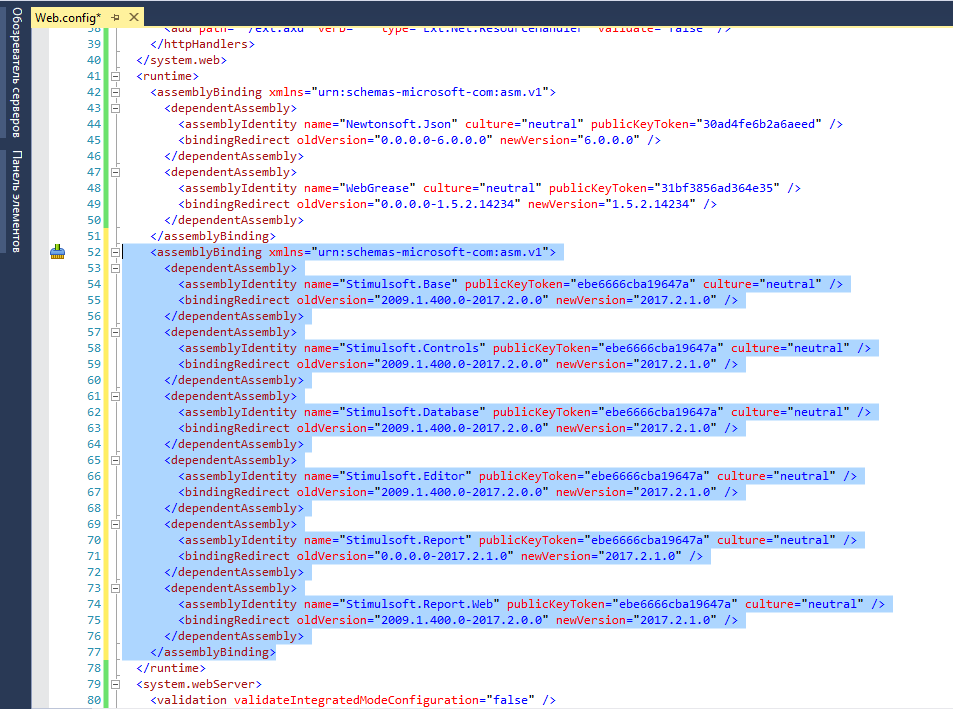 Обозреватель серверов
Панель элементов
Web.config*
38 <add path="*/ext.axd" verb="*" type="Ext.Net.ResourceHandler" validate="false" />
39 </httpHandlers>
40 </system.web>
41 <runtime>
42 <assemblyBinding xmlns="urn:schemas-microsoft-com:asm.v1">
43 <dependentAssembly>
44 <assemblyIdentity name="Newtonsoft.Json" culture="neutral" publicKeyToken="30ad4fe6b2a6aeed" />
45 <bindingRedirect oldVersion="0.0.0.0-6.0.0.0" newVersion="6.0.0.0" />
46 </dependentAssembly>
47 <dependentAssembly>
48 <assemblyIdentity name="WebGrease" culture="neutral" publicKeyToken="31bf3856ad364e35" />
49 <bindingRedirect oldVersion="0.0.0.0-1.5.2.14234" newVersion="1.5.2.14234" />
50 </dependentAssembly>
51 </assemblyBinding>
52 <assemblyBinding xmlns="urn:schemas-microsoft-com:asm.v1">
53 <dependentAssembly>
54 <assemblyIdentity name="Stimulsoft.Base" publicKeyToken="ebe6666cba19647a" culture="neutral" />
55 <bindingRedirect oldVersion="2009.1.400.0-2017.2.0.0" newVersion="2017.2.1.0" />
56 </dependentAssembly>
57 <dependentAssembly>
58 <assemblyIdentity name="Stimulsoft.Controls" publicKeyToken="ebe6666cba19647a" culture="neutral" />
59 <bindingRedirect oldVersion="2009.1.400.0-2017.2.0.0" newVersion="2017.2.1.0" />
60 </dependentAssembly>
61 <dependentAssembly>
62 <assemblyIdentity name="Stimulsoft.Database" publicKeyToken="ebe6666cba19647a" culture="neutral" />
63 <bindingRedirect oldVersion="2009.1.400.0-2017.2.0.0" newVersion="2017.2.1.0" />
64 </dependentAssembly>
65 <dependentAssembly>
66 <assemblyIdentity name="Stimulsoft.Editor" publicKeyToken="ebe6666cba19647a" culture="neutral" />
67 <bindingRedirect oldVersion="2009.1.400.0-2017.2.0.0" newVersion="2017.2.1.0" />
68 </dependentAssembly>
69 <dependentAssembly>
70 <assemblyIdentity name="Stimulsoft.Report" publicKeyToken="ebe6666cba19647a" culture="neutral" />
71 <bindingRedirect oldVersion="0.0.0.0-2017.2.1.0" newVersion="2017.2.1.0" />
72 </dependentAssembly>
73 <dependentAssembly>
74 <assemblyIdentity name="Stimulsoft.Report.Web" publicKeyToken="ebe6666cba19647a" culture="neutral" />
75 <bindingRedirect oldVersion="2009.1.400.0-2017.2.0.0" newVersion="2017.2.1.0" />
76 </dependentAssembly>
77 </assemblyBinding>
78 </runtime>
79 <system.webServer>
80 <validation validateIntegratedModeConfiguration="false" />